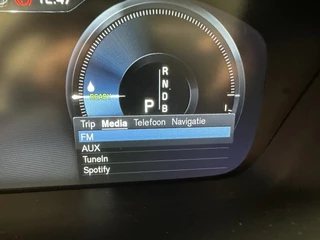 12:47
R
N
D
B
P
Trip Media Telefoon Navigatie
FM
AUX
TuneIn
Spotify